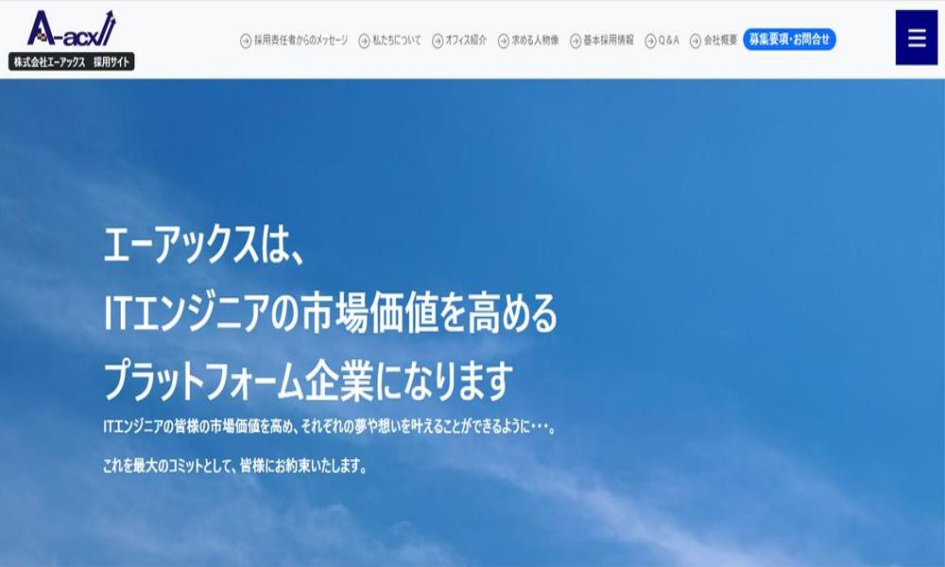 A-acx
株式会社エーアックス 採用サイト
採用責任者からのメッセージ 私たちについて オフィス紹介 求める人物像 基本採用情報 Q&A 会社概要 募集要項・お問合せ
エーアックスは、
ITエンジニアの市場価値を高める
プラットフォーム企業になります
ITエンジニアの皆様の市場価値を高め、それぞれの夢や想いを叶えることができるように・・・。
これを最大のコミットとして、皆様にお約束いたします。